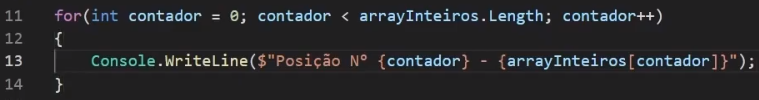 11 for(int contador = 0; contador < arrayInteiros.Length; contador++)
12 {
13 Console.WriteLine($"Posição Nº {contador} - {arrayInteiros[contador]}");
14 }